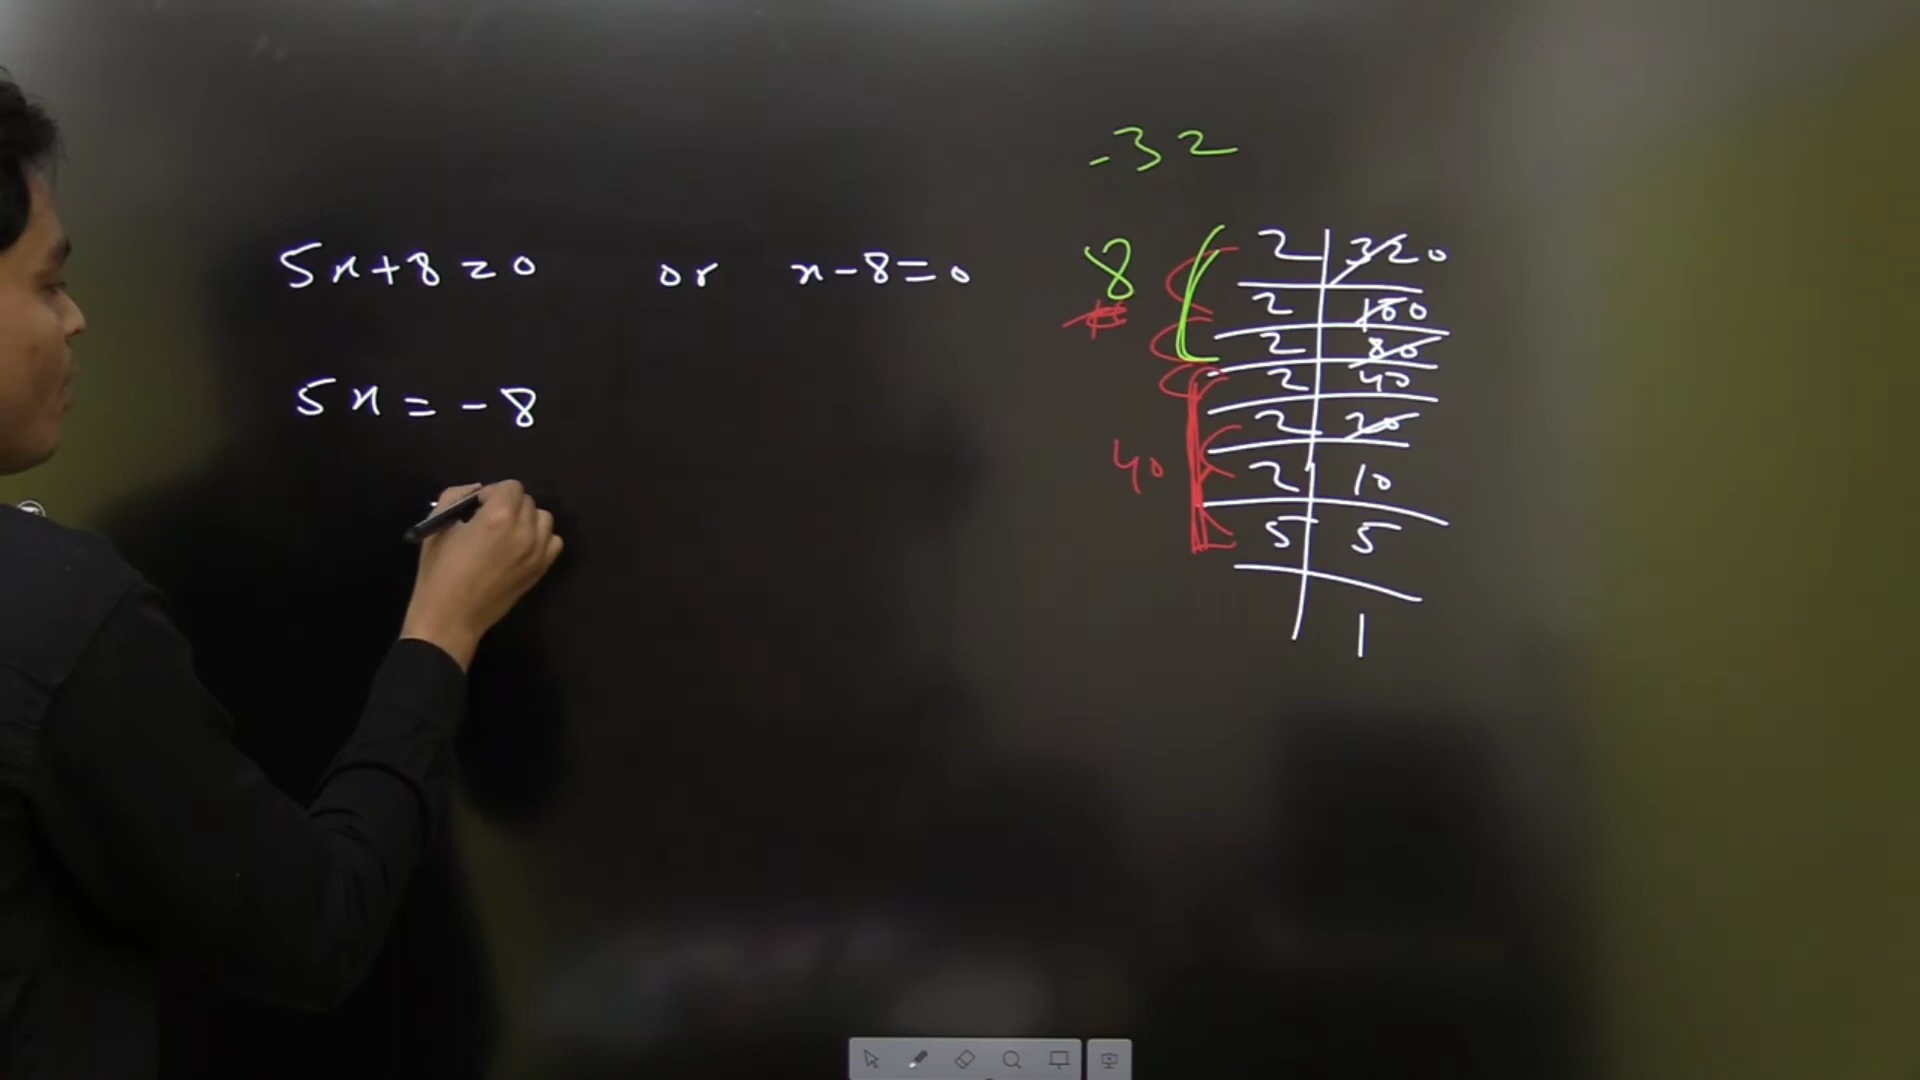 -32
5x+8=0 or x-8=0
8
2 | 320
2 | 160
2 | 80
2 | 40
2 | 20
2 | 10
5 | 5
1
5x = -8
40